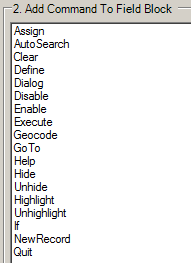 2. Add Command To Field Block
Assign
AutoSearch
Clear
Define
Dialog
Disable
Enable
Execute
Geocode
GoTo
Help
Hide
Unhide
Highlight
Unhighlight
If
NewRecord
Quit